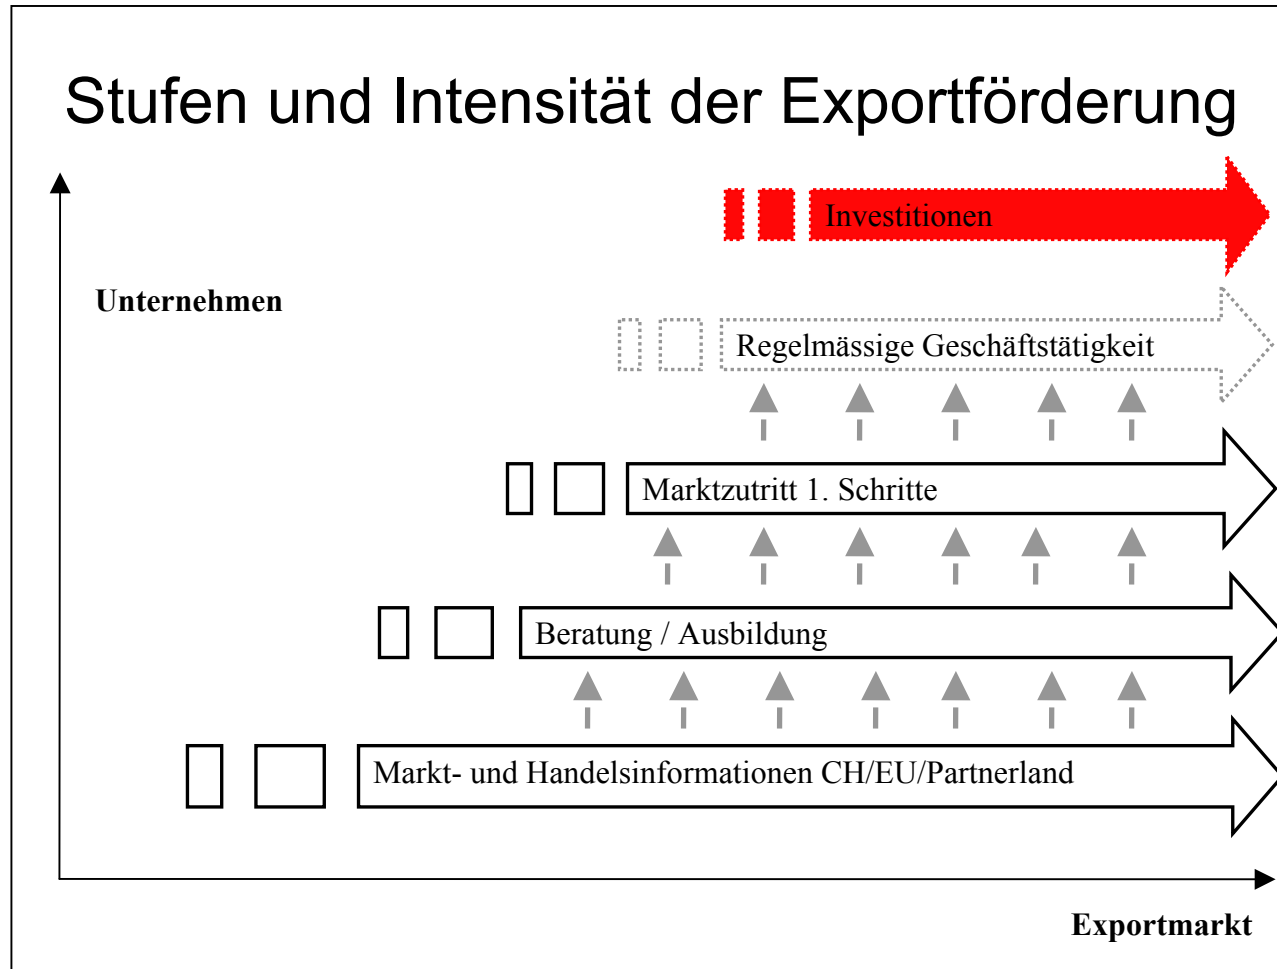 Stufen und Intensität der Exportförderung
Investitionen
Unternehmen
Regelmässige Geschäftstätigkeit
Marktzutritt 1. Schritte
Beratung / Ausbildung
Markt- und Handelsinformationen CH/EU/Partnerland
Exportmarkt